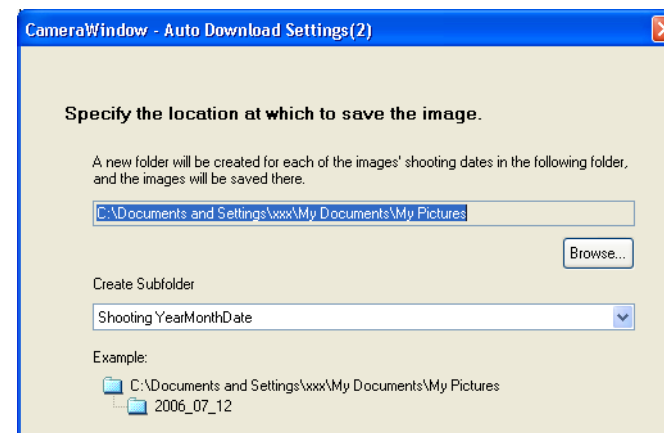 CameraWindow - Auto Download Settings(2)
Specify the location at which to save the image.
A new folder will be created for each of the images' shooting dates in the following folder,
and the images will be saved there.
C:\Documents and Settings\xxx\My Documents\My Pictures
Browse...
Create Subfolder
Shooting YearMonthDate
Example:
C:\Documents and Settings\xxx\My Documents\My Pictures
2006_07_12